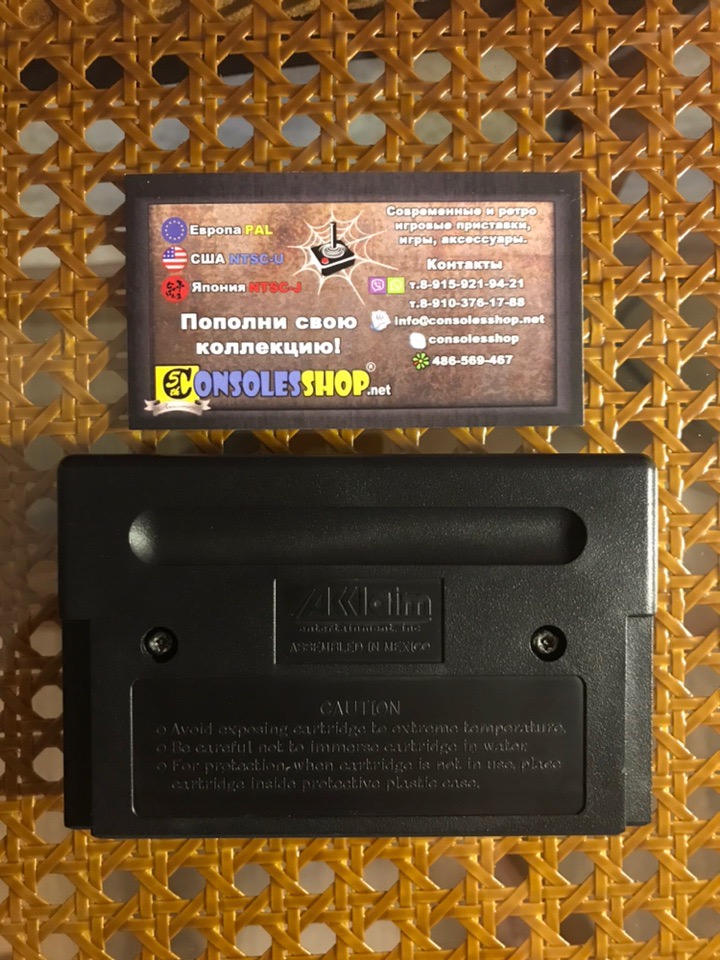 Европа PAL
США NTSC-U
Япония NTSC-J
Пополни свою
коллекцию!
CONSOLESSHOP®.net
Современные и ретро
игровые приставки,
игры, аксессуары.
Контакты
т.8-915-921-94-21
т.8-910-376-17-88
info@consolesshop.net
consolesshop
486-569-467
AKlaim
entertainment, inc.
ASSEMBLED IN MEXICO
CAUTION
o Avoid exposing cartridge to extreme temperature.
o Be careful not to immerse cartridge in water.
o For protection, when cartridge is not in use, place
cartridge inside protective plastic case.